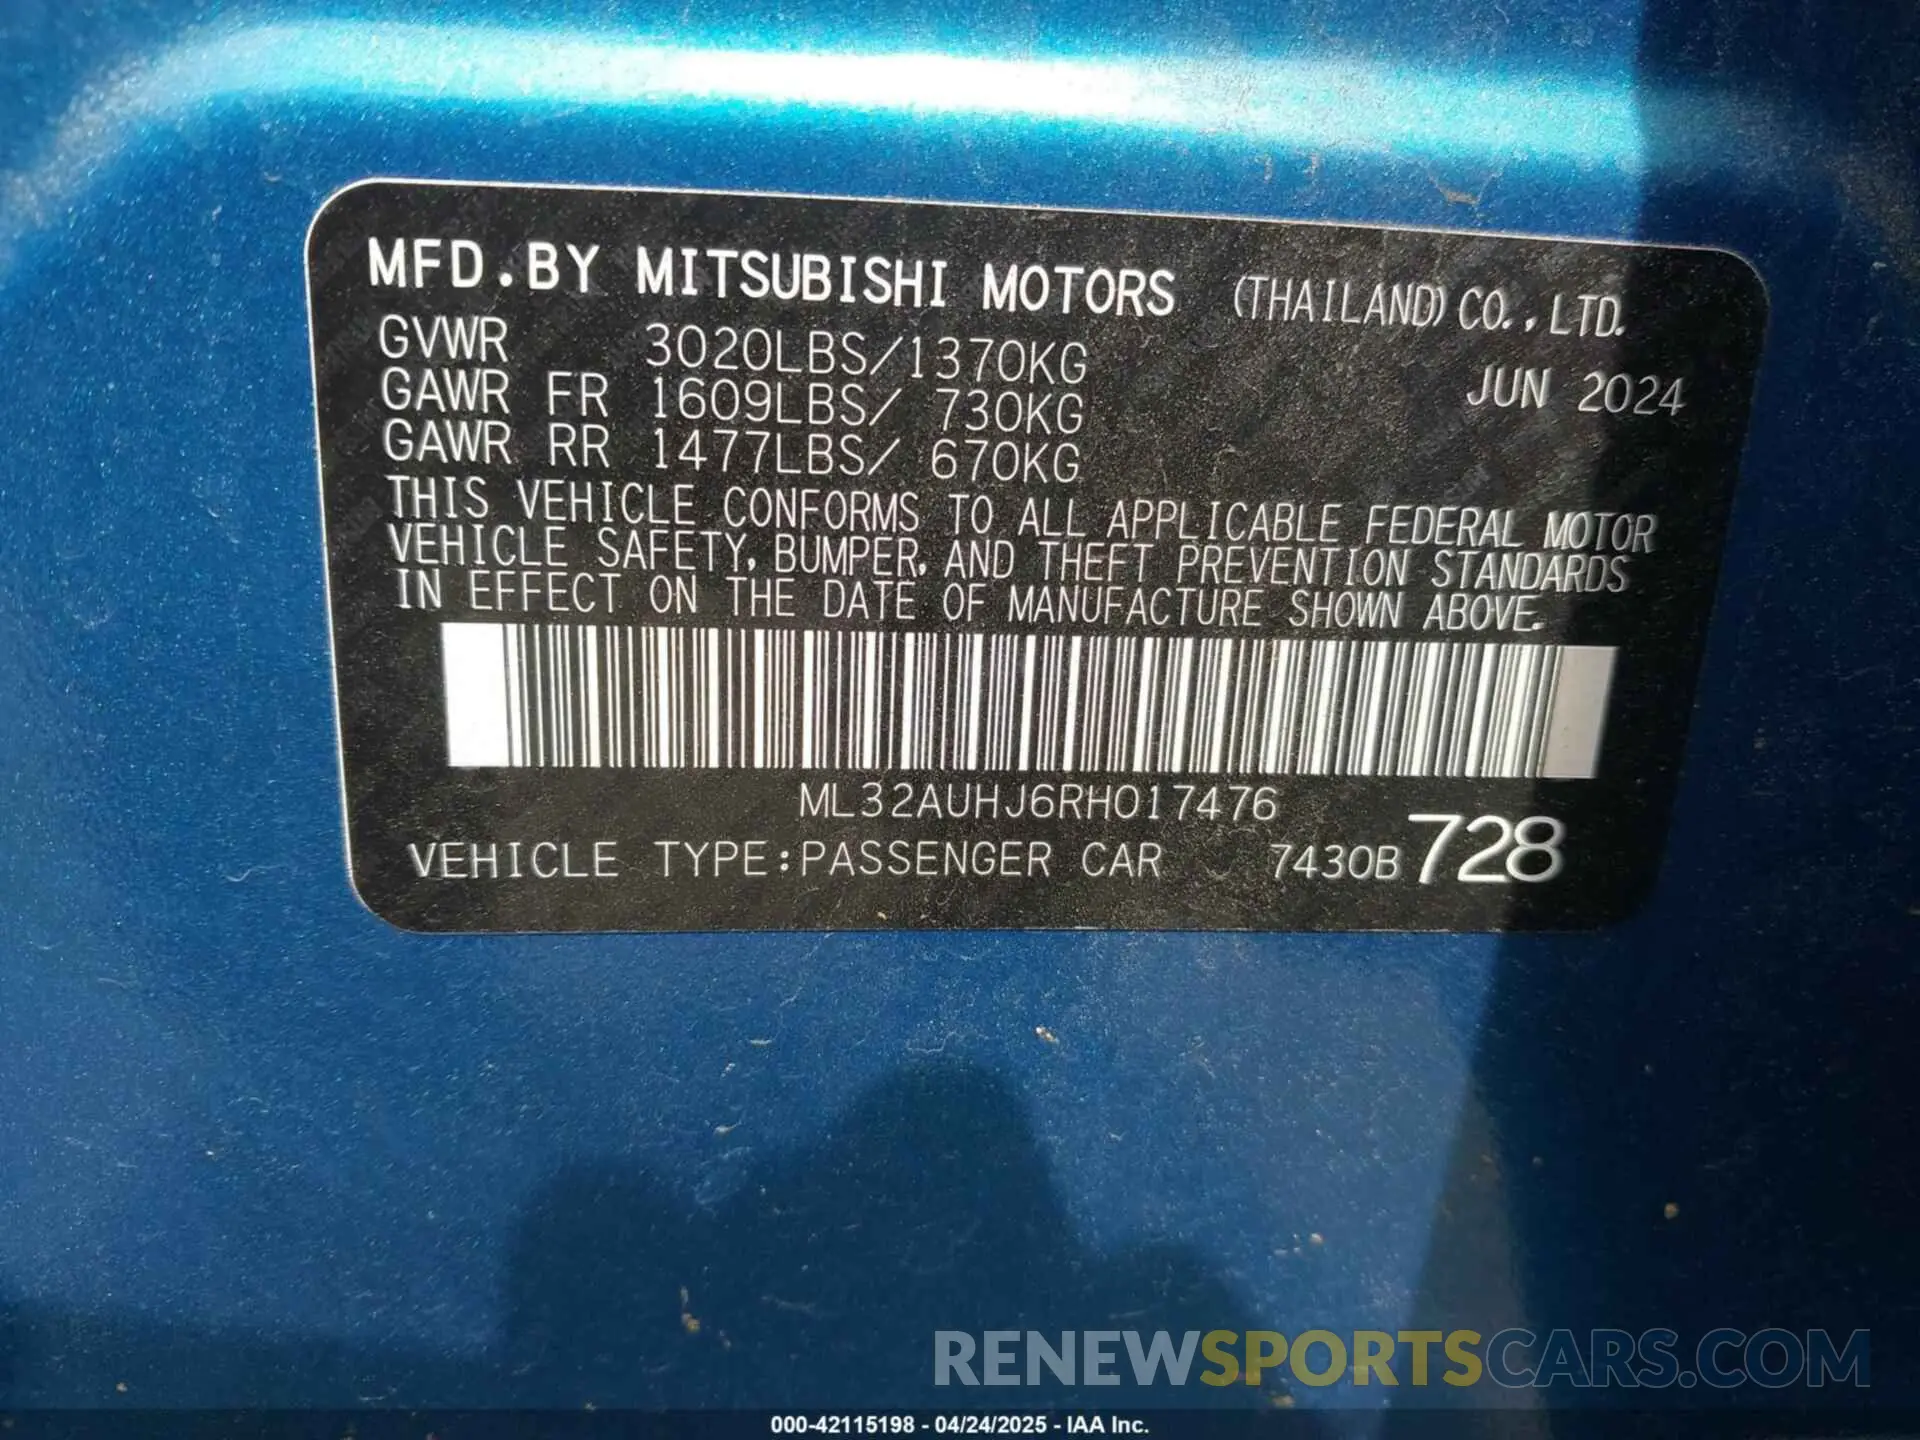 MFD.BY MITSUBISHI MOTORS (THAILAND) CO.,LTD.
GVWR 3020LBS/1370KG JUN 2024
GAWR FR 1609LBS/ 730KG
GAWR RR 1477LBS/ 670KG
THIS VEHICLE CONFORMS TO ALL APPLICABLE FEDERAL MOTOR
VEHICLE SAFETY, BUMPER, AND THEFT PREVENTION STANDARDS
IN EFFECT ON THE DATE OF MANUFACTURE SHOWN ABOVE.
ML32AUHJ6RH017476
VEHICLE TYPE:PASSENGER CAR 7430B728
RENEWSPORTSCARS.COM
000-42115198 - 04/24/2025 - IAA Inc.